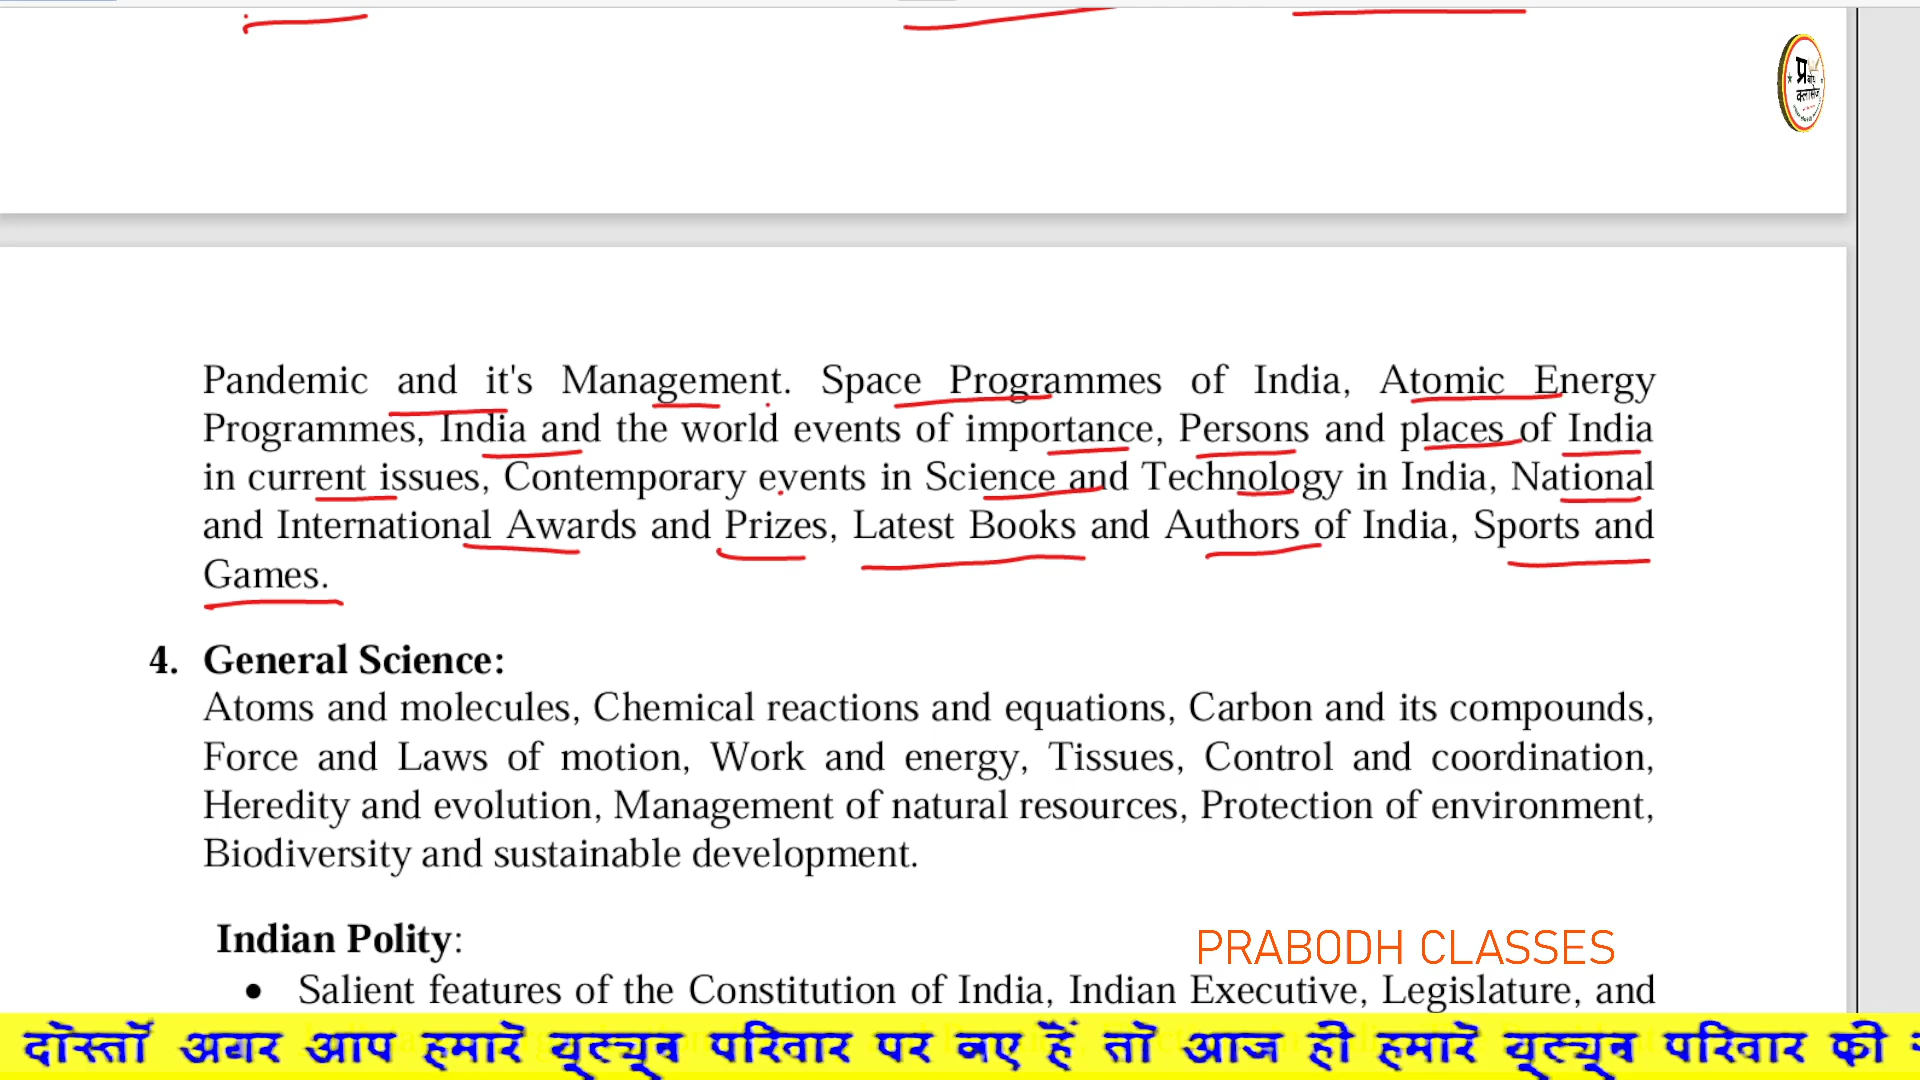 प्र
बोध
क्लासेज
Pandemic and it's Management. Space Programmes of India, Atomic Energy
Programmes, India and the world events of importance, Persons and places of India
in current issues, Contemporary events in Science and Technology in India, National
and International Awards and Prizes, Latest Books and Authors of India, Sports and
Games.
4. General Science:
Atoms and molecules, Chemical reactions and equations, Carbon and its compounds,
Force and Laws of motion, Work and energy, Tissues, Control and coordination,
Heredity and evolution, Management of natural resources, Protection of environment,
Biodiversity and sustainable development.
Indian Polity:
PRABODH CLASSES
• Salient features of the Constitution of India, Indian Executive, Legislature, and
दोस्तों अगर आप हमारे यूट्यूब परिवार पर नए हैं तो आज ही हमारे यूट्यूब परिवार की